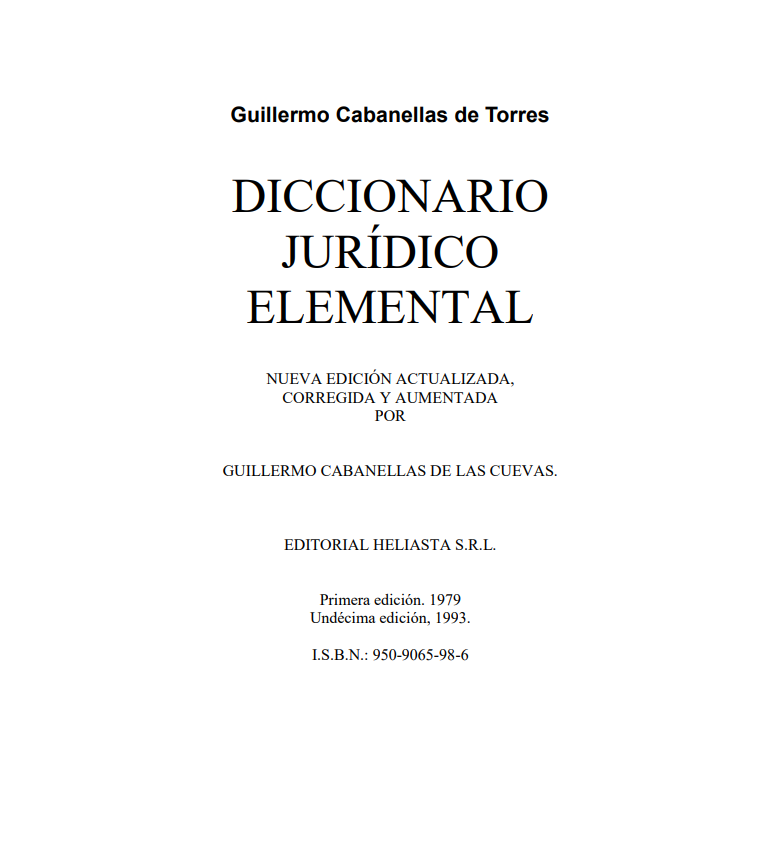 Guillermo Cabanellas de Torres
DICCIONARIO
JURÍDICO
ELEMENTAL
NUEVA EDICIÓN ACTUALIZADA,
CORREGIDA Y AUMENTADA
POR
GUILLERMO CABANELLAS DE LAS CUEVAS.
EDITORIAL HELIASTA S.R.L.
Primera edición. 1979
Undécima edición, 1993.
I.S.B.N.: 950-9065-98-6